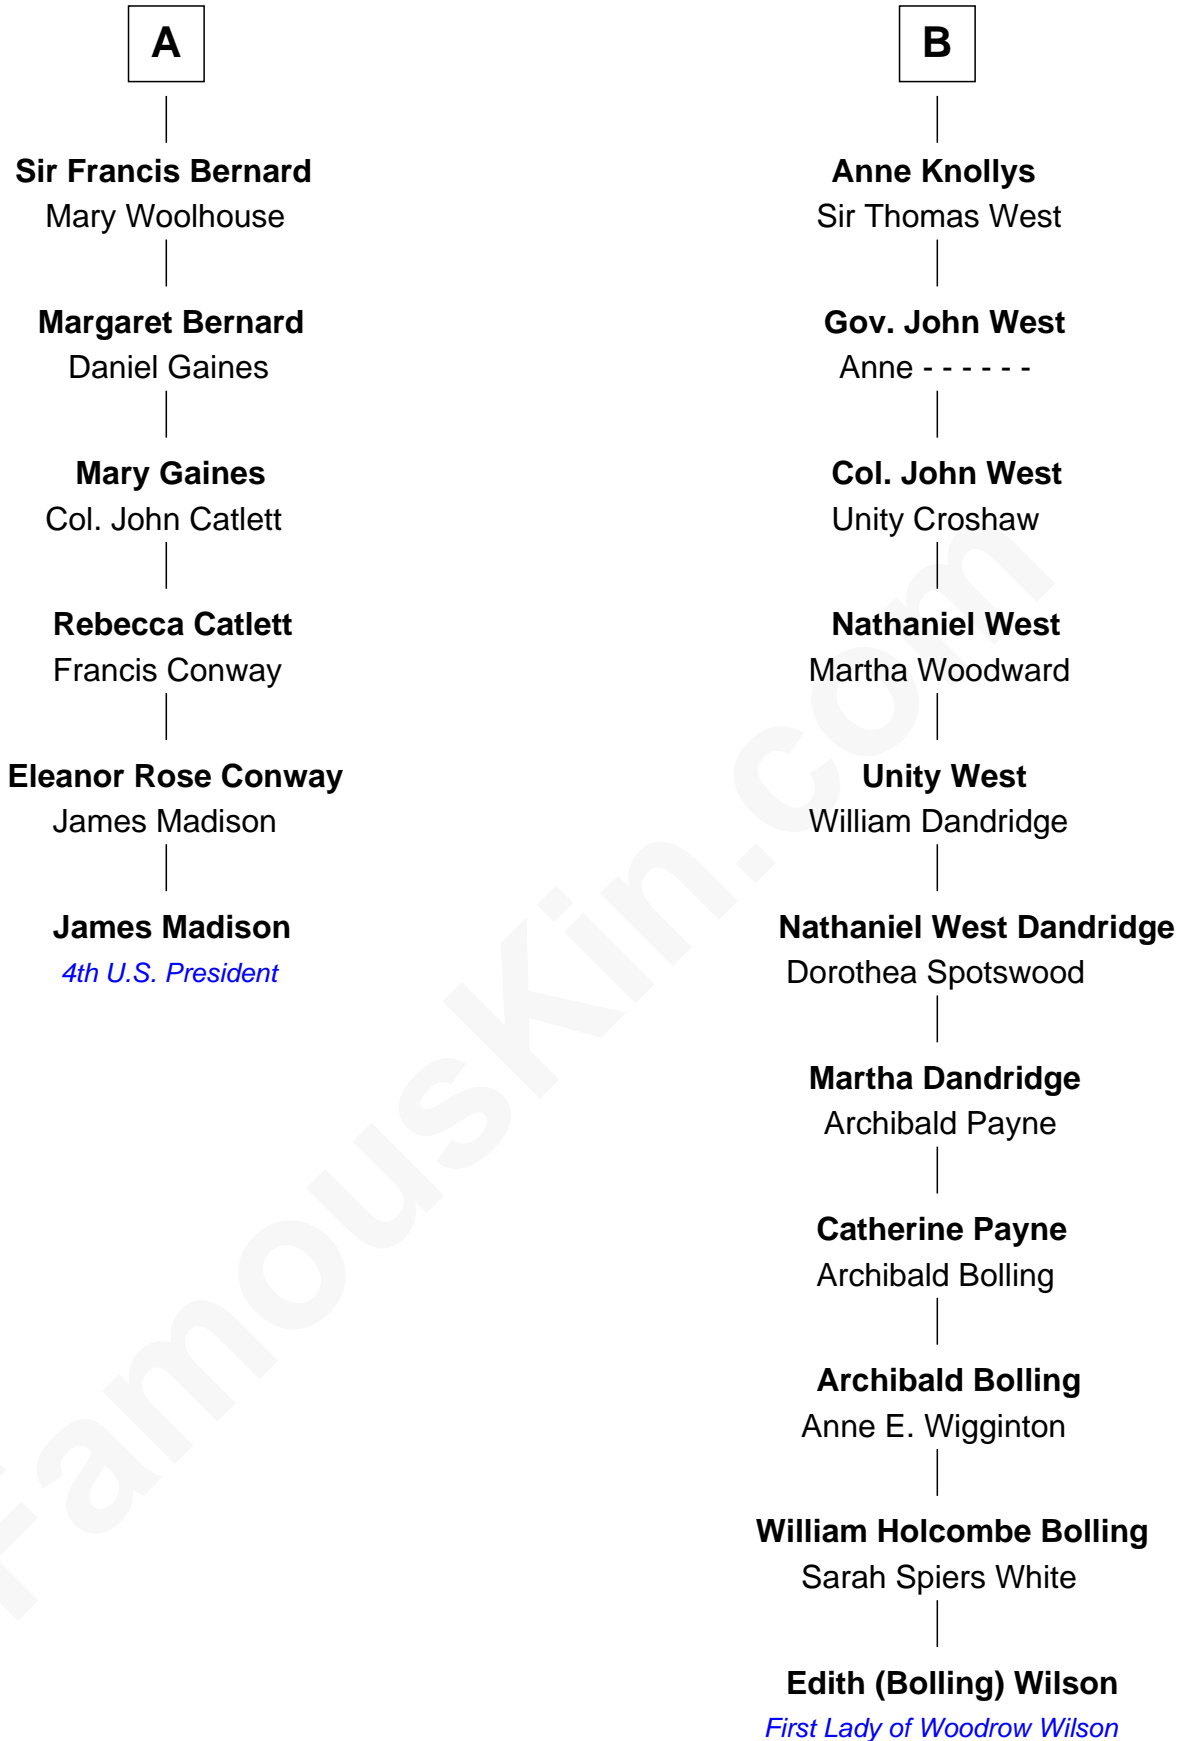 A
Sir Francis Bernard
Mary Woolhouse
Margaret Bernard
Daniel Gaines
Mary Gaines
Col. John Catlett
Rebecca Catlett
Francis Conway
Eleanor Rose Conway
James Madison
James Madison
4th U.S. President
B
Anne Knollys
Sir Thomas West
Gov. John West
Anne - - - - - -
Col. John West
Unity Croshaw
Nathaniel West
Martha Woodward
Unity West
William Dandridge
Nathaniel West Dandridge
Dorothea Spotswood
Martha Dandridge
Archibald Payne
Catherine Payne
Archibald Bolling
Archibald Bolling
Anne E. Wigginton
William Holcombe Bolling
Sarah Spiers White
Edith (Bolling) Wilson
First Lady of Woodrow Wilson
FamousKin.com